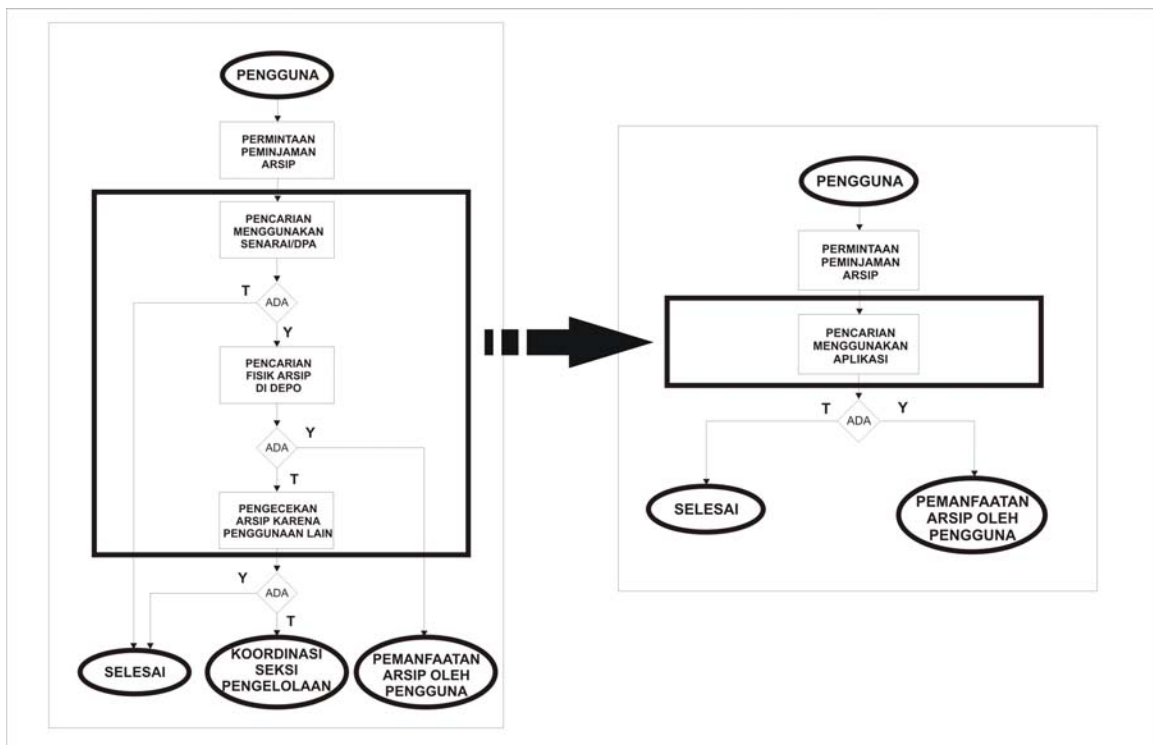 PENGGUNA
PERMINTAAN
PEMINJAMAN
ARSIP
PENCARIAN
MENGGUNAKAN
SENARAI/DPA
T
ADA
Y
PENCARIAN
FISIK ARSIP
DI DEPO
ADA
Y
T
PENGECEKAN
ARSIP KARENA
PENGGUNAAN LAIN
Y
ADA
T
SELESAI
KOORDINASI
SEKSI
PENGELOLAAN
PEMANFAATAN
ARSIP OLEH
PENGGUNA
PENGGUNA
PERMINTAAN
PEMINJAMAN
ARSIP
PENCARIAN
MENGGUNAKAN
APLIKASI
T
ADA
Y
SELESAI
PEMANFAATAN
ARSIP OLEH
PENGGUNA